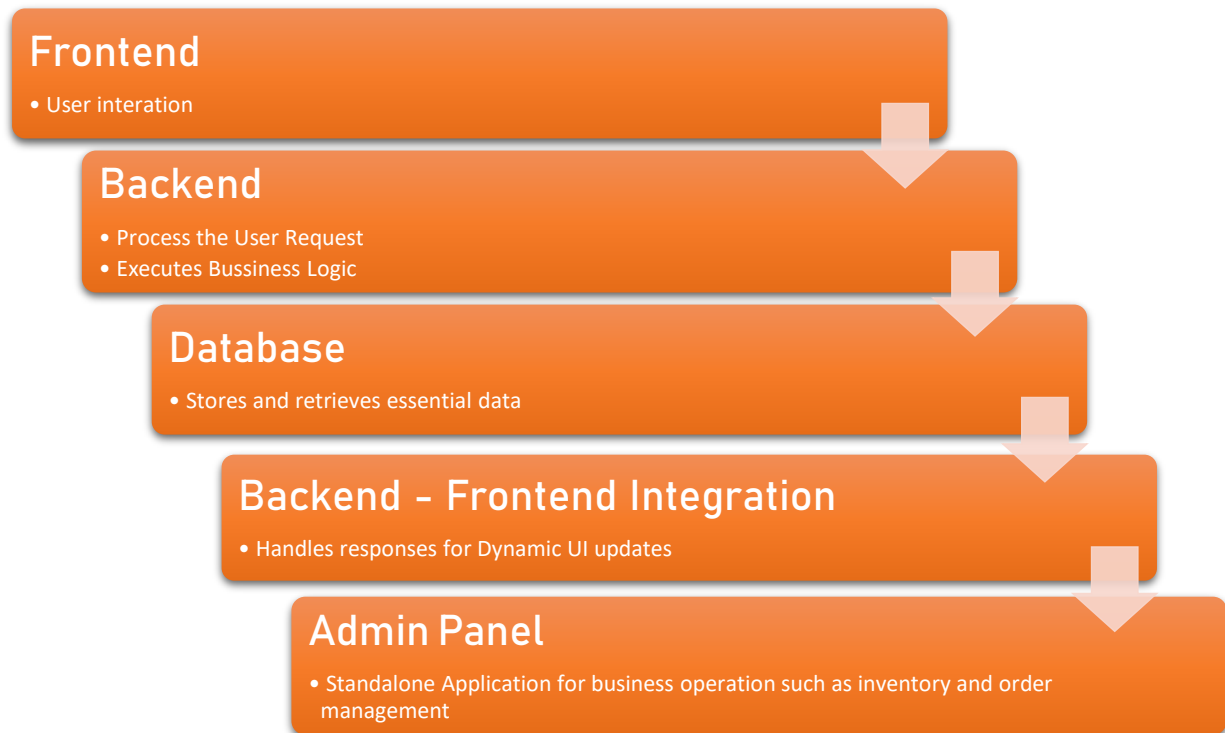 Frontend
• User interation
Backend
• Process the User Request
• Executes Bussiness Logic
Database
• Stores and retrieves essential data
Backend - Frontend Integration
• Handles responses for Dynamic UI updates
Admin Panel
• Standalone Application for business operation such as inventory and order
management